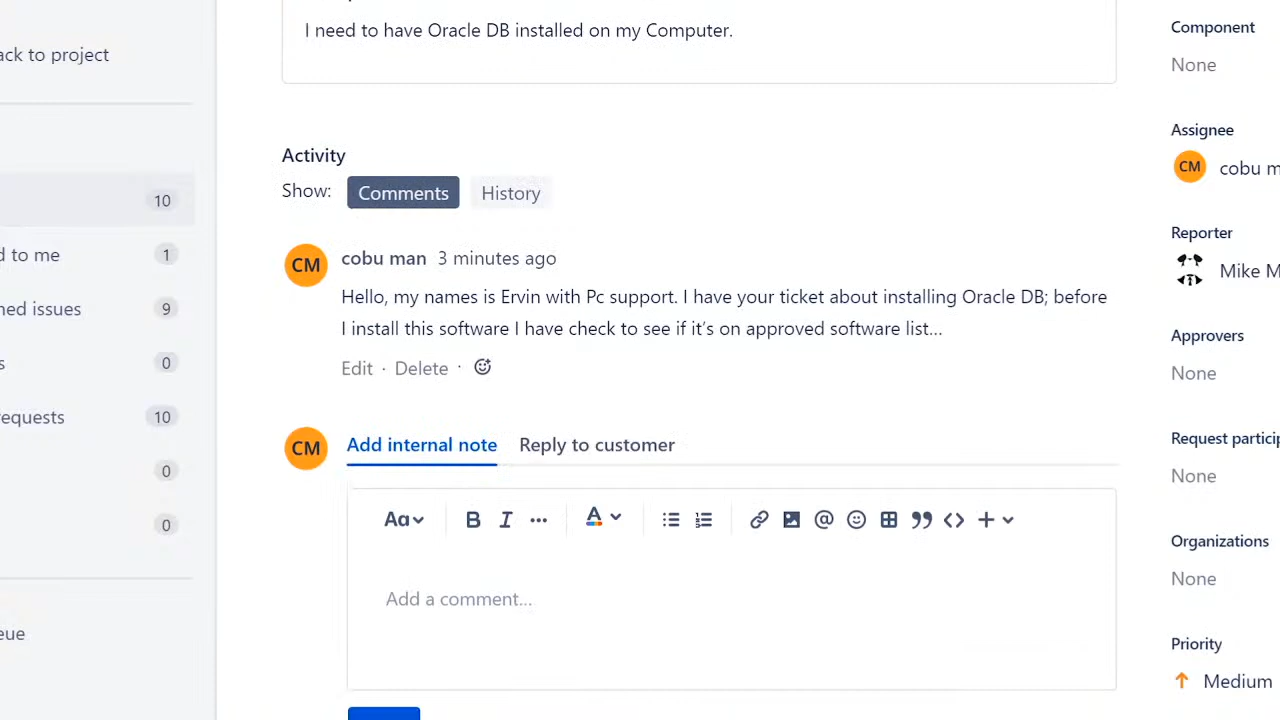 I need to have Oracle DB installed on my Computer.
Component
ack to project
None
Activity
Assignee
Show: Comments History
CM cobu m
10
Reporter
CM cobu man 3 minutes ago
d to me 1
Mike M
Hello, my names is Ervin with Pc support. I have your ticket about installing Oracle DB; before
I install this software I have check to see if it's on approved software list...
ned issues 9
Approvers
s 0
Edit · Delete ·
None
equests 10
CM Add internal note Reply to customer
Request particip
0
None
Aa B I ... A @ +
0
Organizations
None
Add a comment...
eue
Priority
Medium